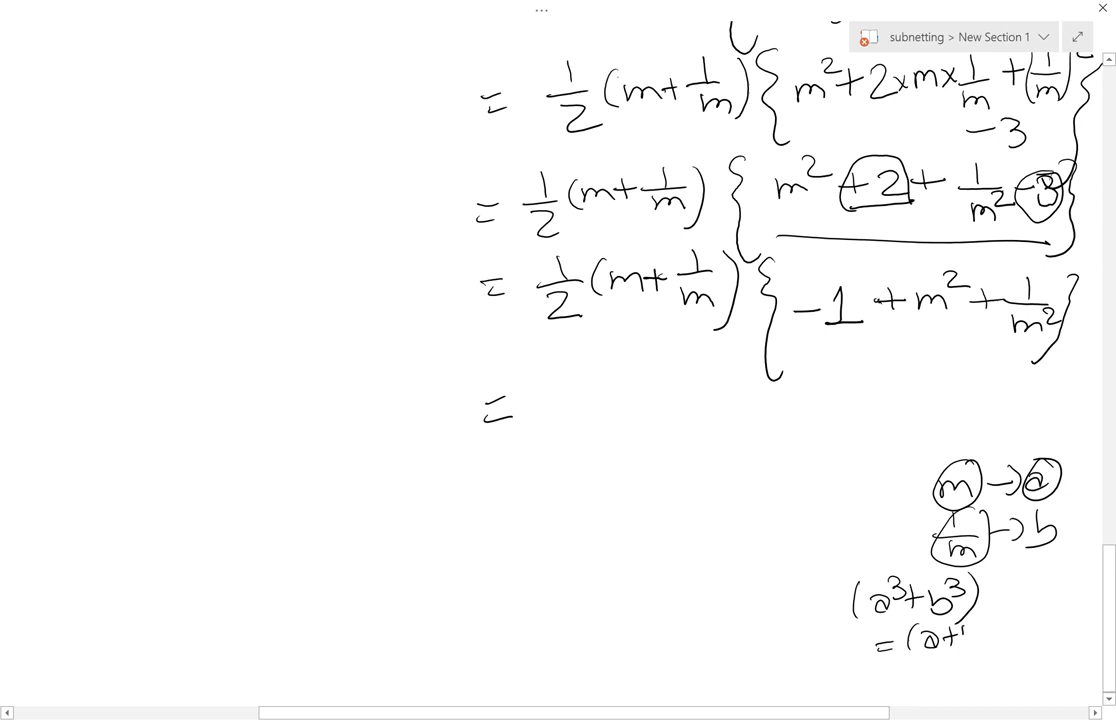 ...
subnetting > New Section 1
= 1/2 (m + 1/m) { m² + 2×m× 1/m + (1/m)²
− 3 }
= 1/2 (m + 1/m) { m² + 2 + 1/m² − 3 }
= 1/2 (m + 1/m) { − 1 + m² + 1/m² }
=
m → a
1/m → b
(a³ + b³)
= (a +